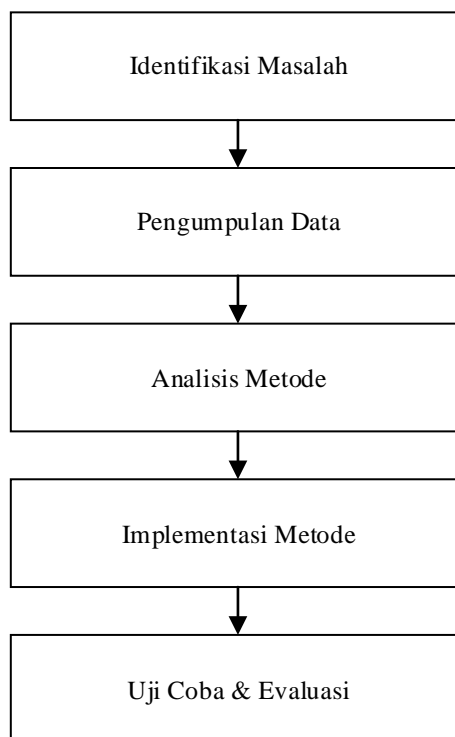 Identifikasi Masalah
Pengumpulan Data
Analisis Metode
Implementasi Metode
Uji Coba & Evaluasi